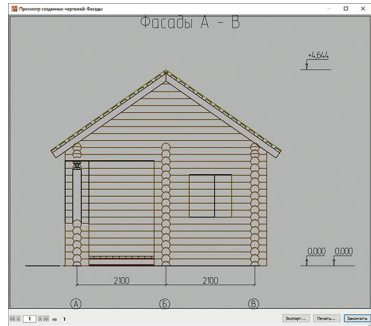 Просмотр созданных чертежей: Фасады
Фасады А - В
+4.644
0.000 0.000
2100 2100
А Б В
1 из 1
Экспорт... Печать... Закончить